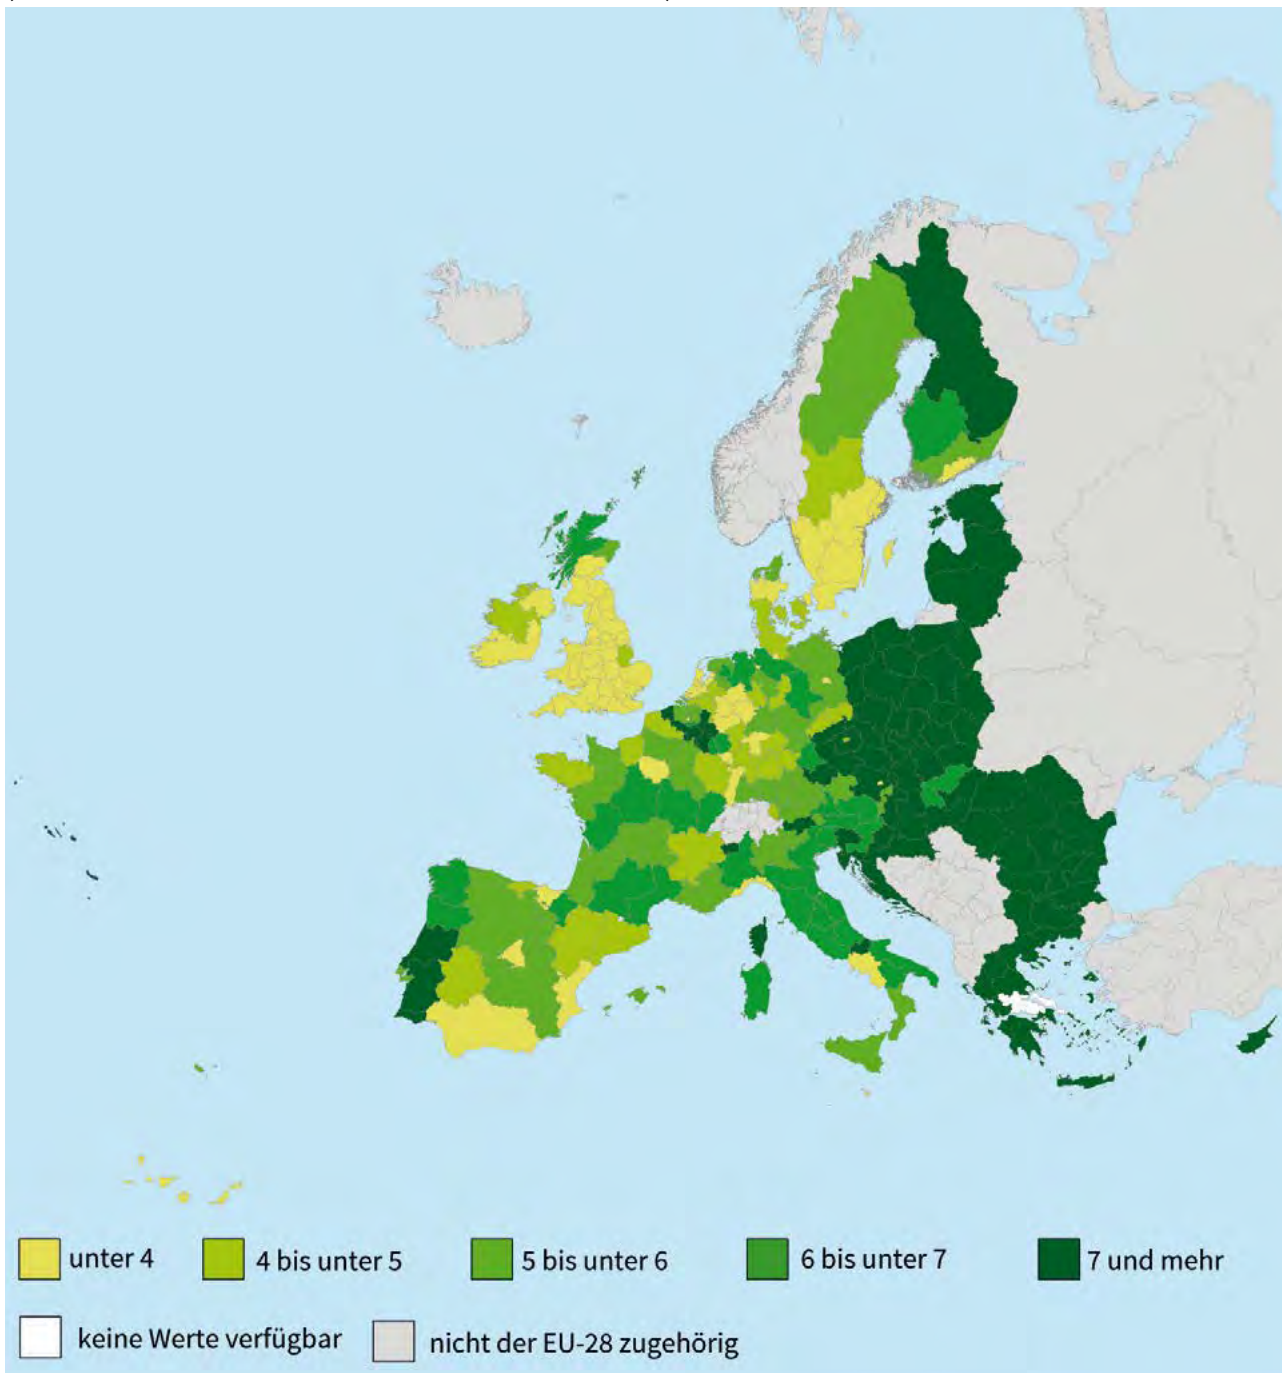 unter 4 4 bis unter 5 5 bis unter 6 6 bis unter 7 7 und mehr
keine Werte verfügbar nicht der EU-28 zugehörig